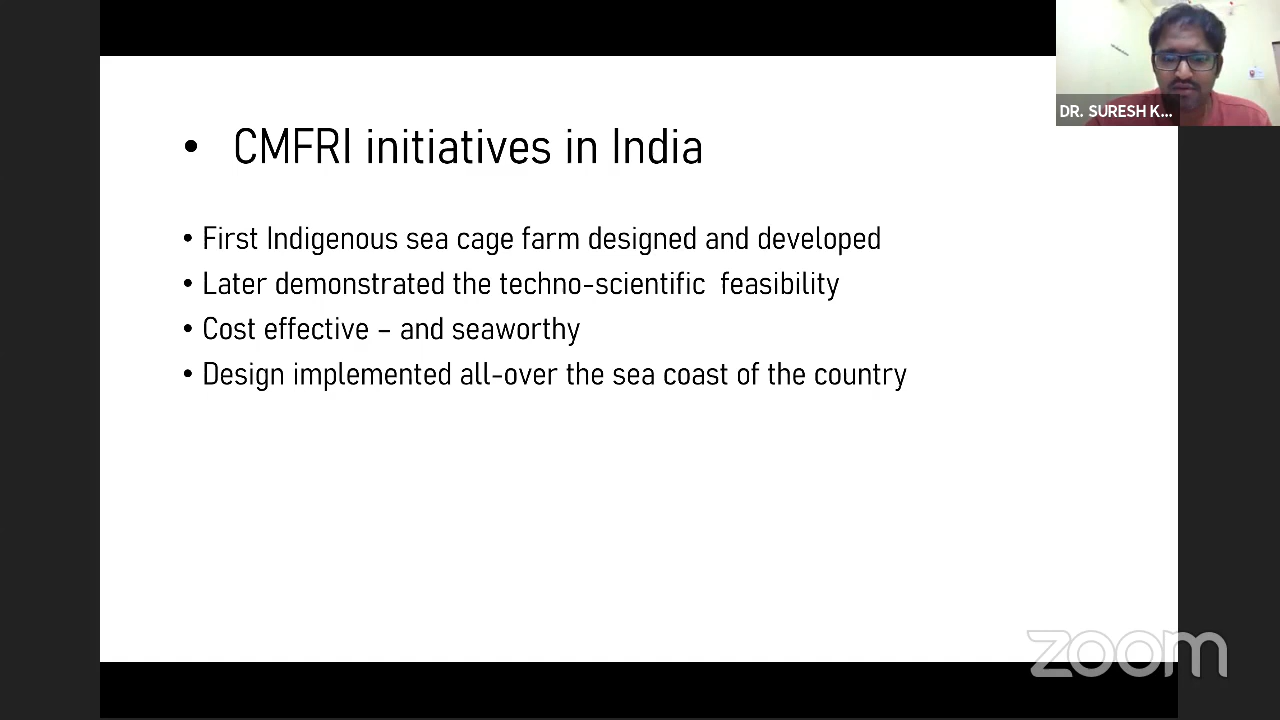 DR. SURESH K...
• CMFRI initiatives in India
• First Indigenous sea cage farm designed and developed
• Later demonstrated the techno-scientific feasibility
• Cost effective – and seaworthy
• Design implemented all-over the sea coast of the country
zoom